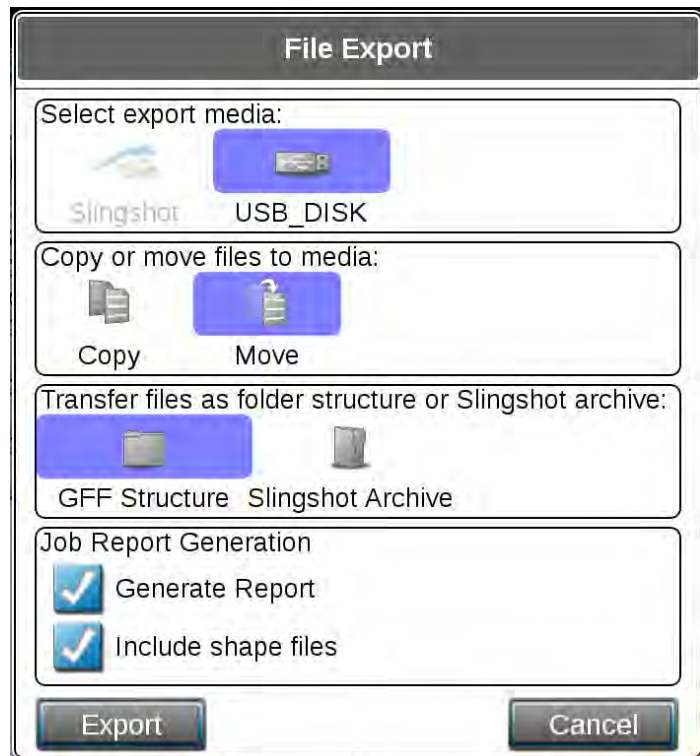 File Export
Select export media:
Slingshot USB_DISK
Copy or move files to media:
Copy Move
Transfer files as folder structure or Slingshot archive:
GFF Structure Slingshot Archive
Job Report Generation
Generate Report
Include shape files
Export Cancel